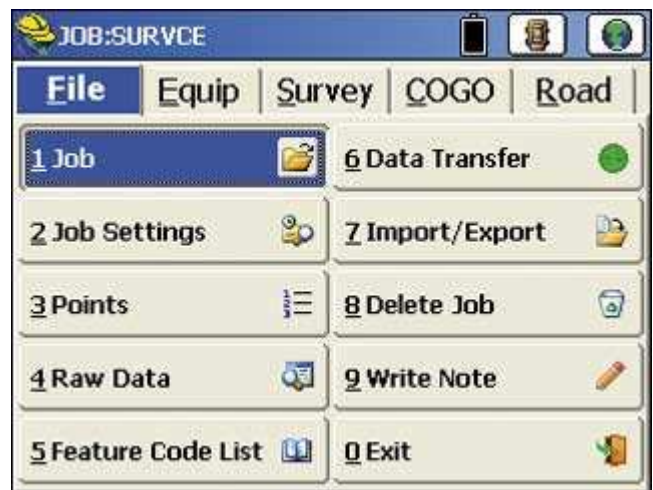 JOB:SURVCE
File Equip Survey COGO Road
1 Job
6 Data Transfer
2 Job Settings
7 Import/Export
3 Points
8 Delete Job
4 Raw Data
9 Write Note
5 Feature Code List
0 Exit